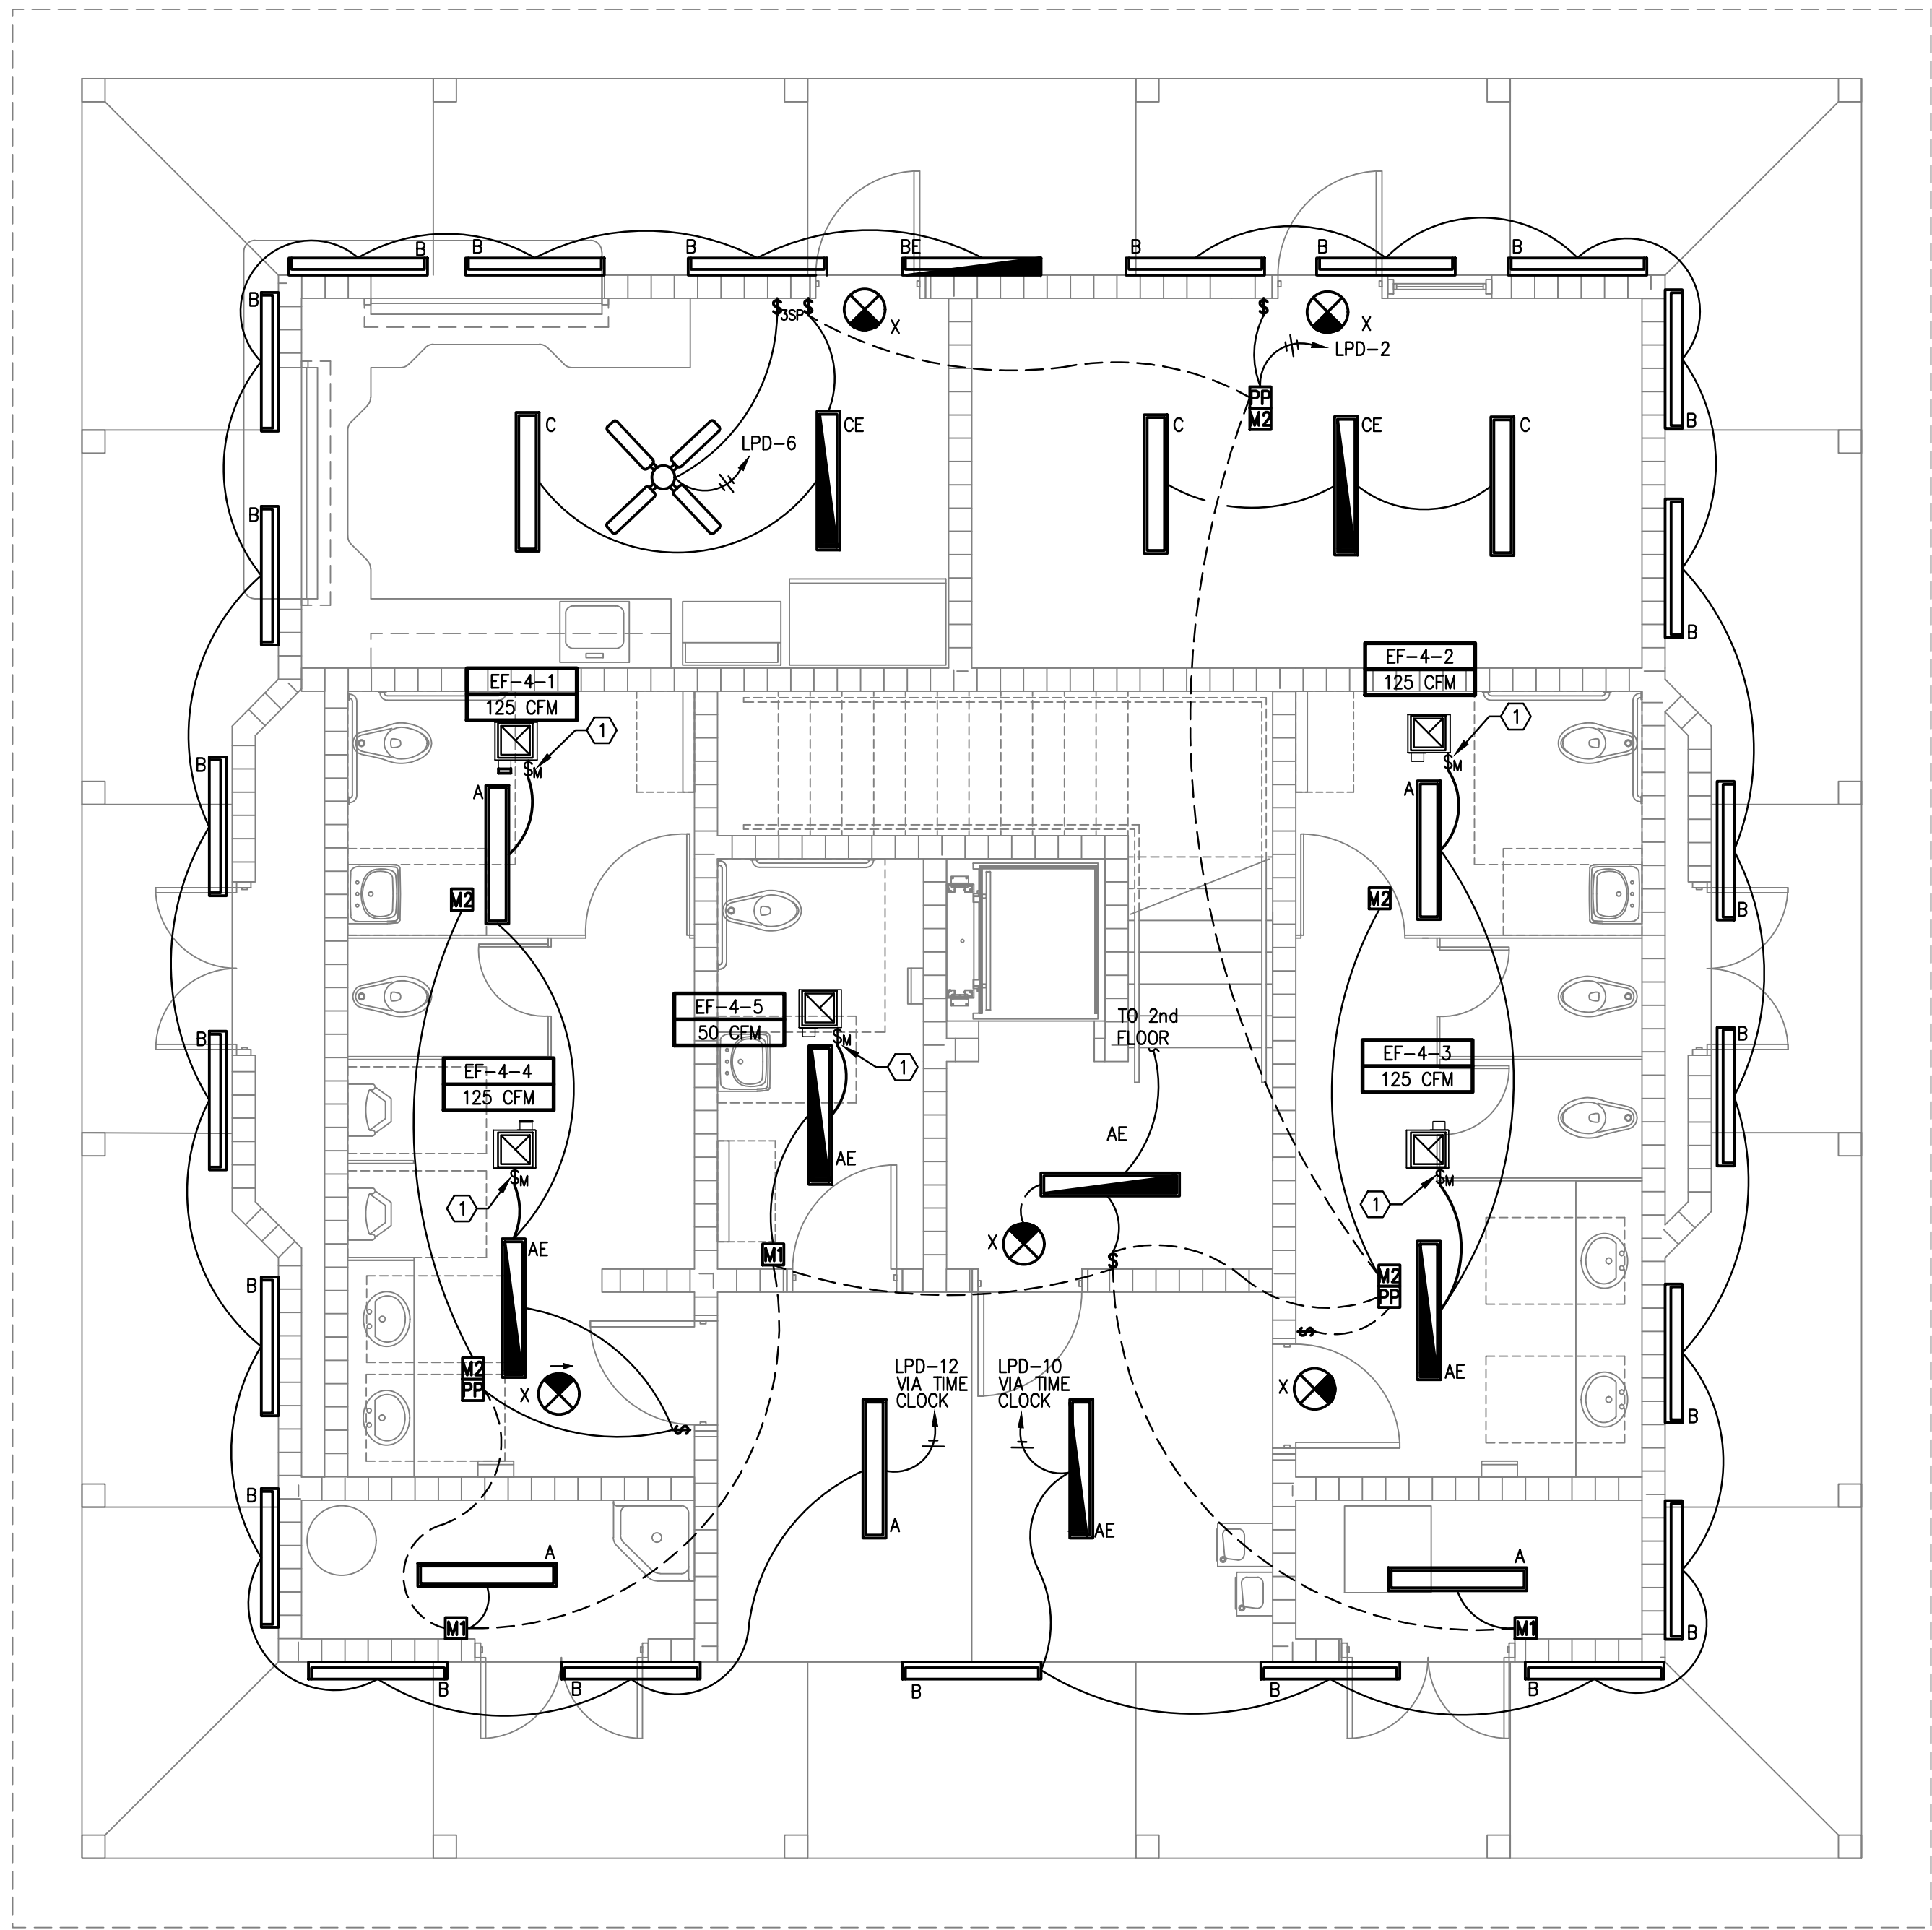 B
B
B
BE
B
B
B
B
$ 3SP $
X
$
X
LPD-2
PP
M2
B
C
LPD-6
CE
C
CE
C
B
B
EF-4-1
125 CFM
EF-4-2
125 CFM
1
1
$M
$M
B
A
A
M2
M2
B
EF-4-5
50 CFM
TO 2nd
FLOOR
B
$M
1
B
EF-4-4
125 CFM
EF-4-3
125 CFM
AE
AE
$M
1
$M
1
AE
X
M1
$
M2
PP
B
$
M2
PP
X
LPD-12
VIA TIME
CLOCK
LPD-10
VIA TIME
CLOCK
X
AE
$
B
B
A
AE
A
A
M1
M1
B
B
B
B
B
B